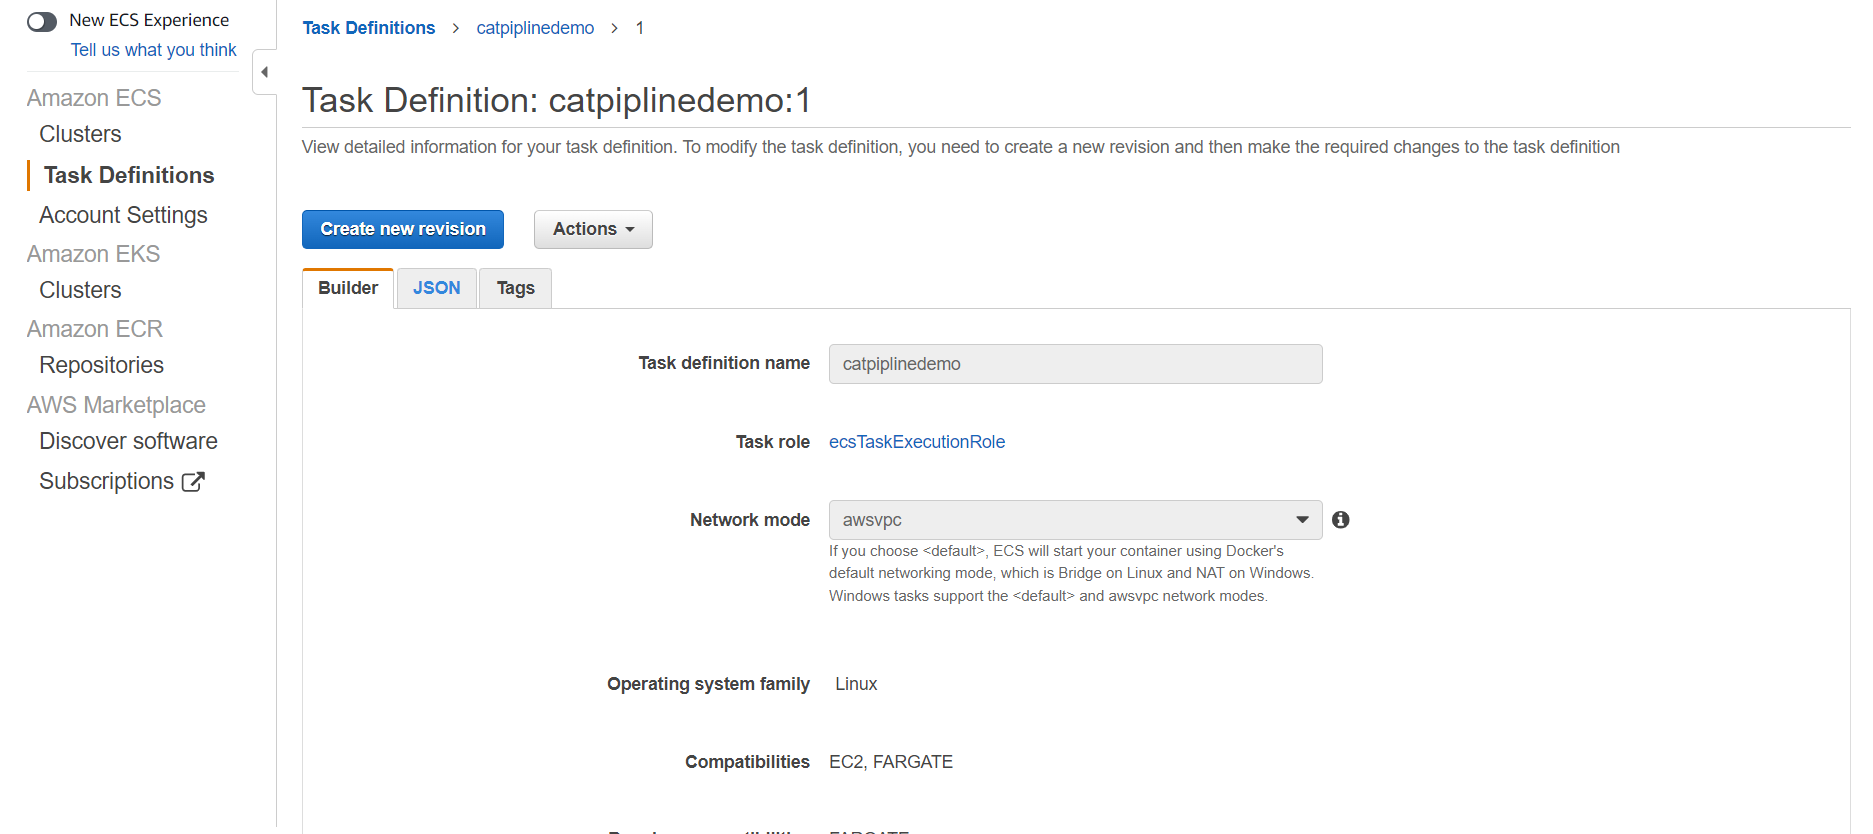 New ECS Experience
Tell us what you think
Amazon ECS
Clusters
Task Definitions
Account Settings
Amazon EKS
Clusters
Amazon ECR
Repositories
AWS Marketplace
Discover software
Subscriptions
Task Definitions > catpiplinedemo > 1
Task Definition: catpiplinedemo:1
View detailed information for your task definition. To modify the task definition, you need to create a new revision and then make the required changes to the task definition
Create new revision Actions
Builder JSON Tags
Task definition name catpiplinedemo
Task role ecsTaskExecutionRole
Network mode awsvpc
If you choose <default>, ECS will start your container using Docker's
default networking mode, which is Bridge on Linux and NAT on Windows.
Windows tasks support the <default> and awsvpc network modes.
Operating system family Linux
Compatibilities EC2, FARGATE